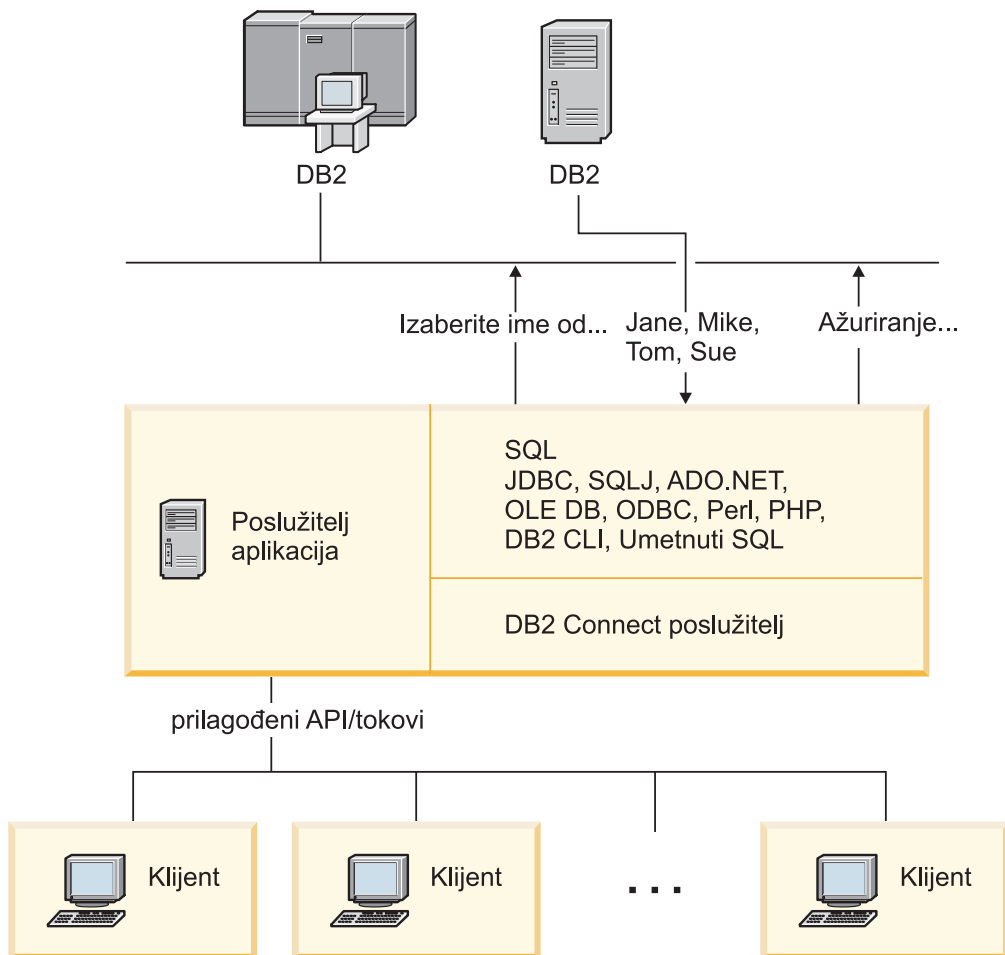 DB2
DB2
Izaberite ime od...
Jane, Mike,
Tom, Sue
Ažuriranje...
Poslužitelj
aplikacija
SQL
JDBC, SQLJ, ADO.NET,
OLE DB, ODBC, Perl, PHP,
DB2 CLI, Umetnuti SQL
DB2 Connect poslužitelj
prilagođeni API/tokovi
Klijent
Klijent
. . .
Klijent